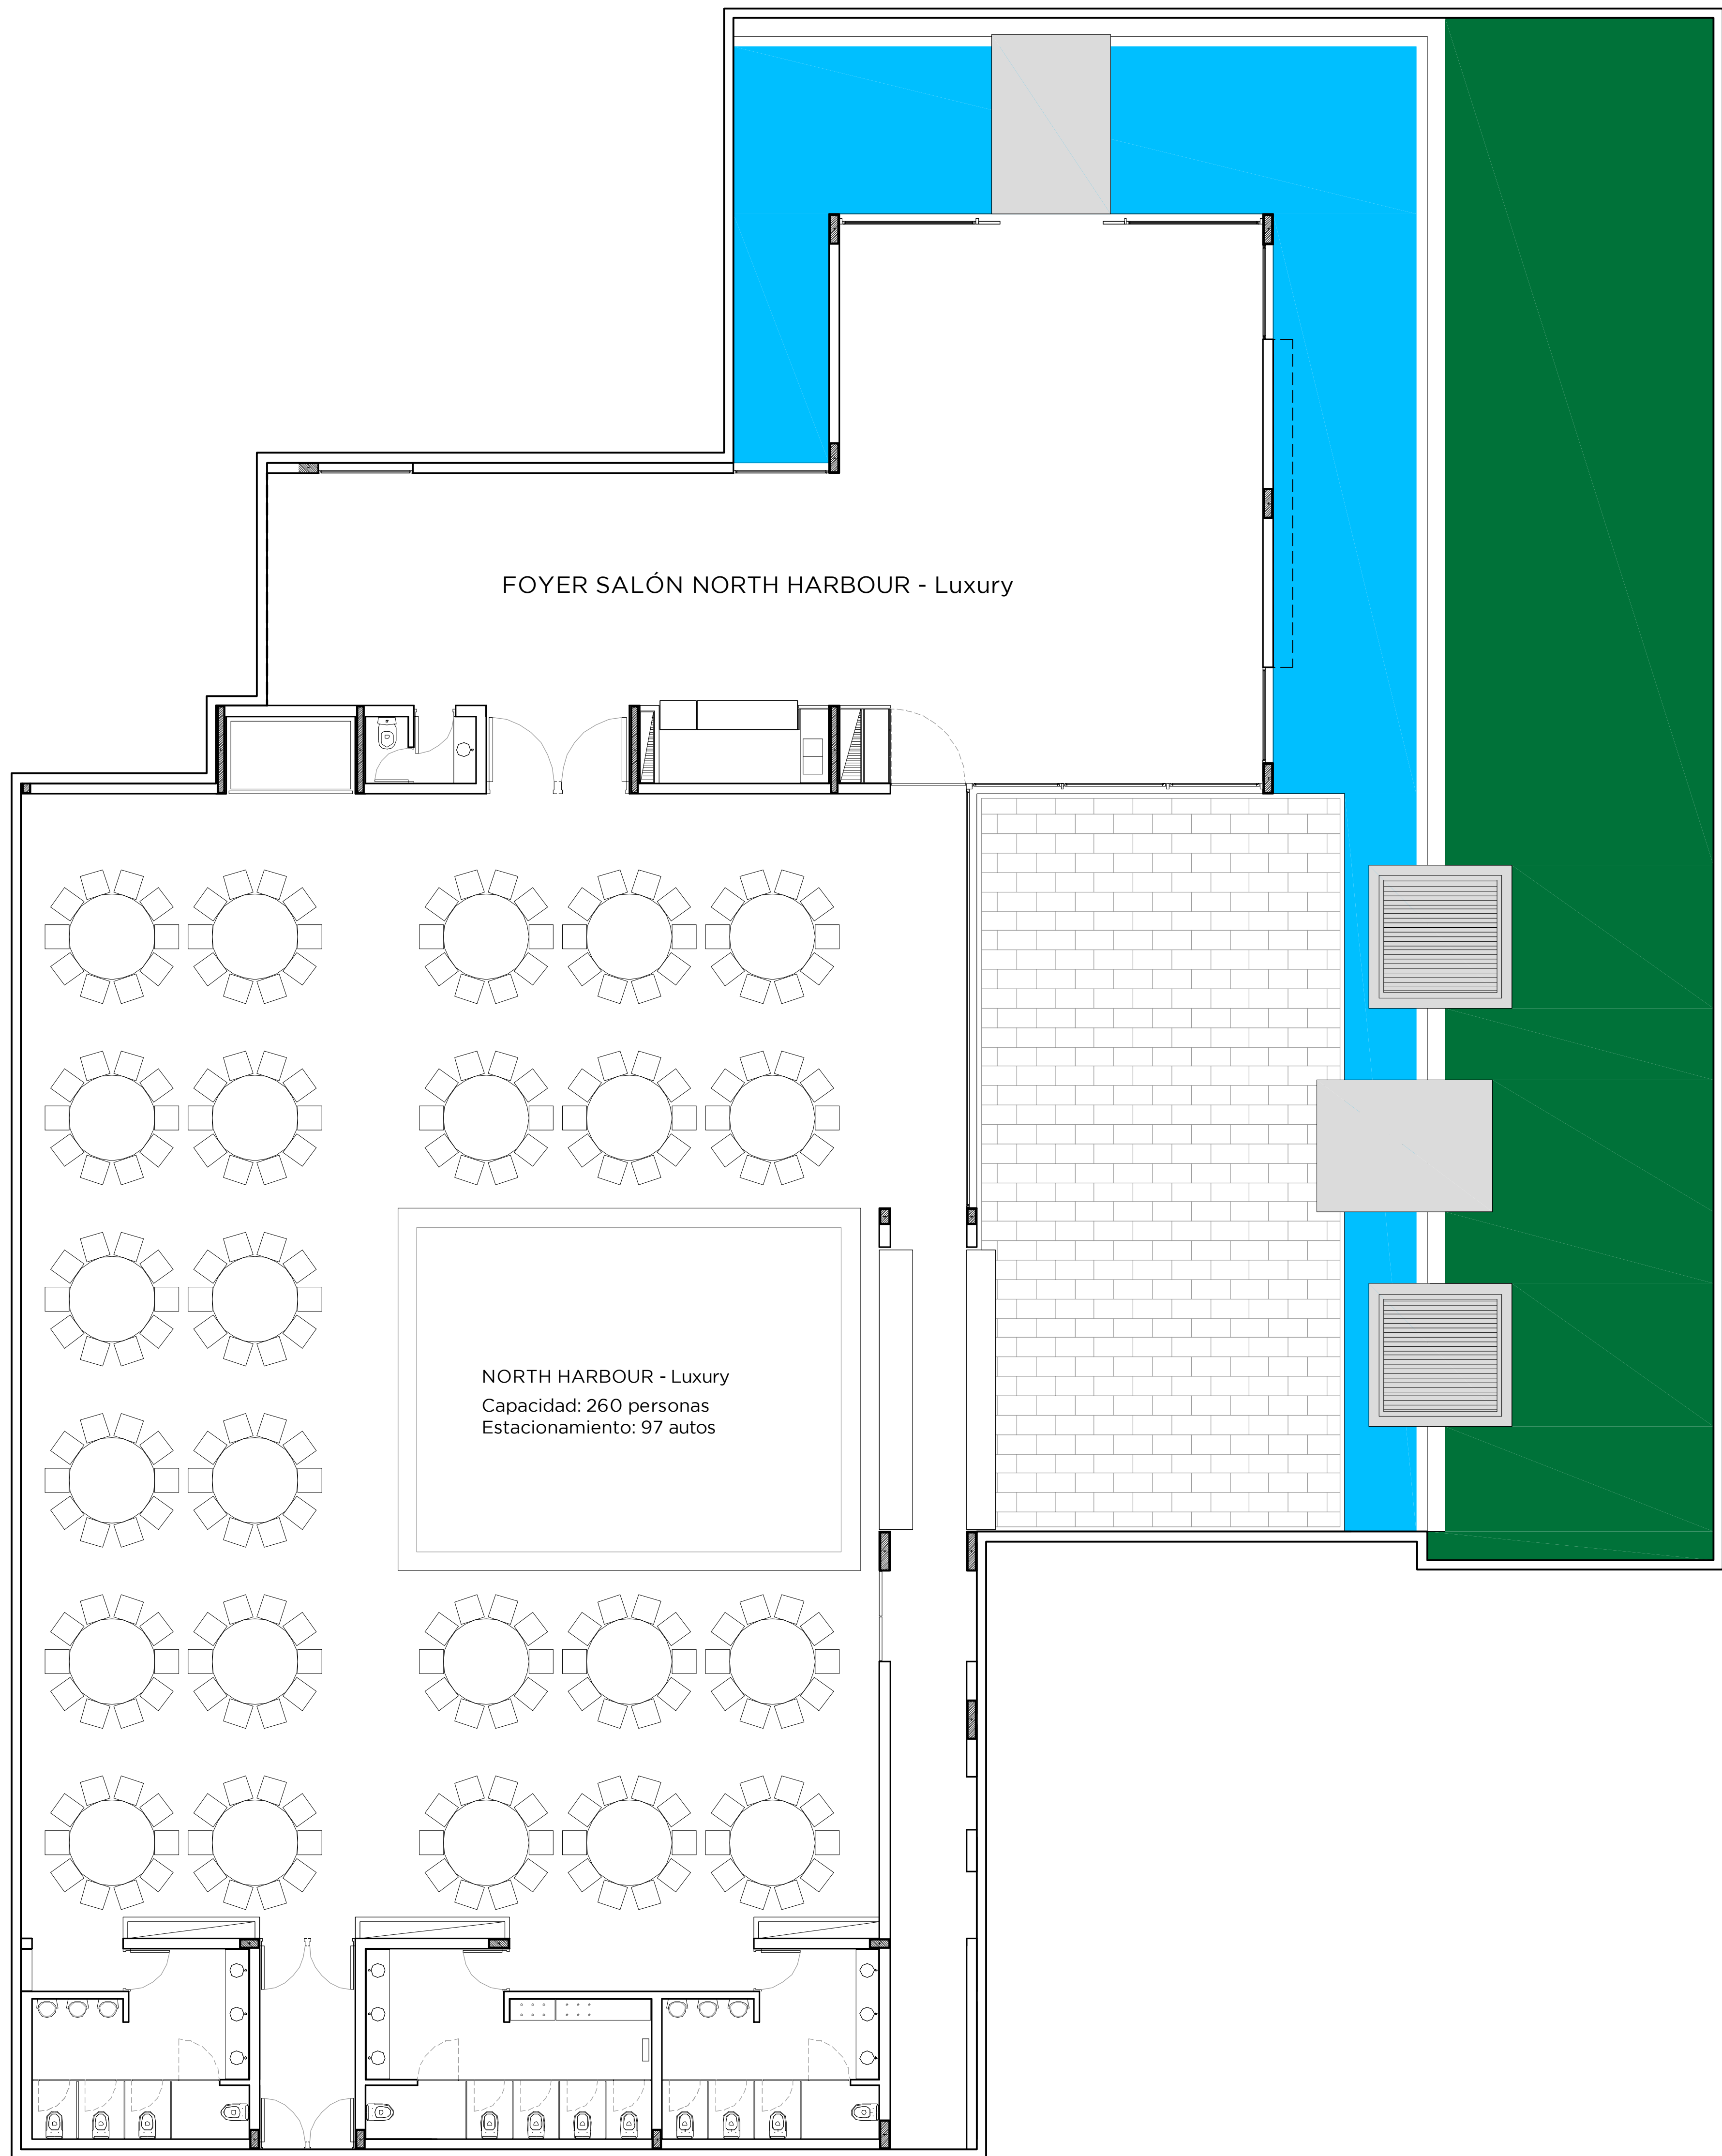 FOYER SALÓN NORTH HARBOUR - Luxury
NORTH HARBOUR - Luxury
Capacidad: 260 personas
Estacionamiento: 97 autos